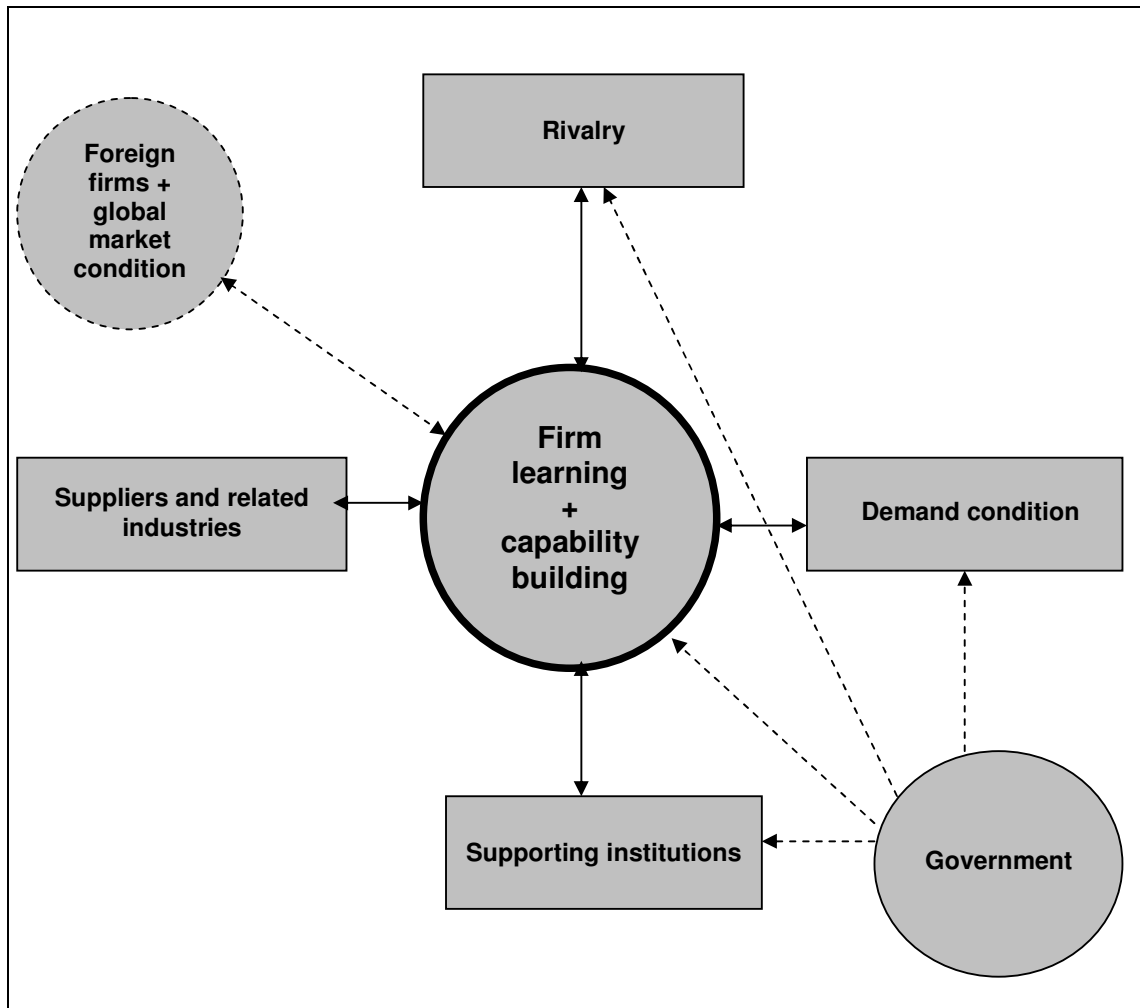 Rivalry
Foreign
firms +
global
market
condition
Firm
learning
+
capability
building
Suppliers and related
industries
Demand condition
Supporting institutions
Government